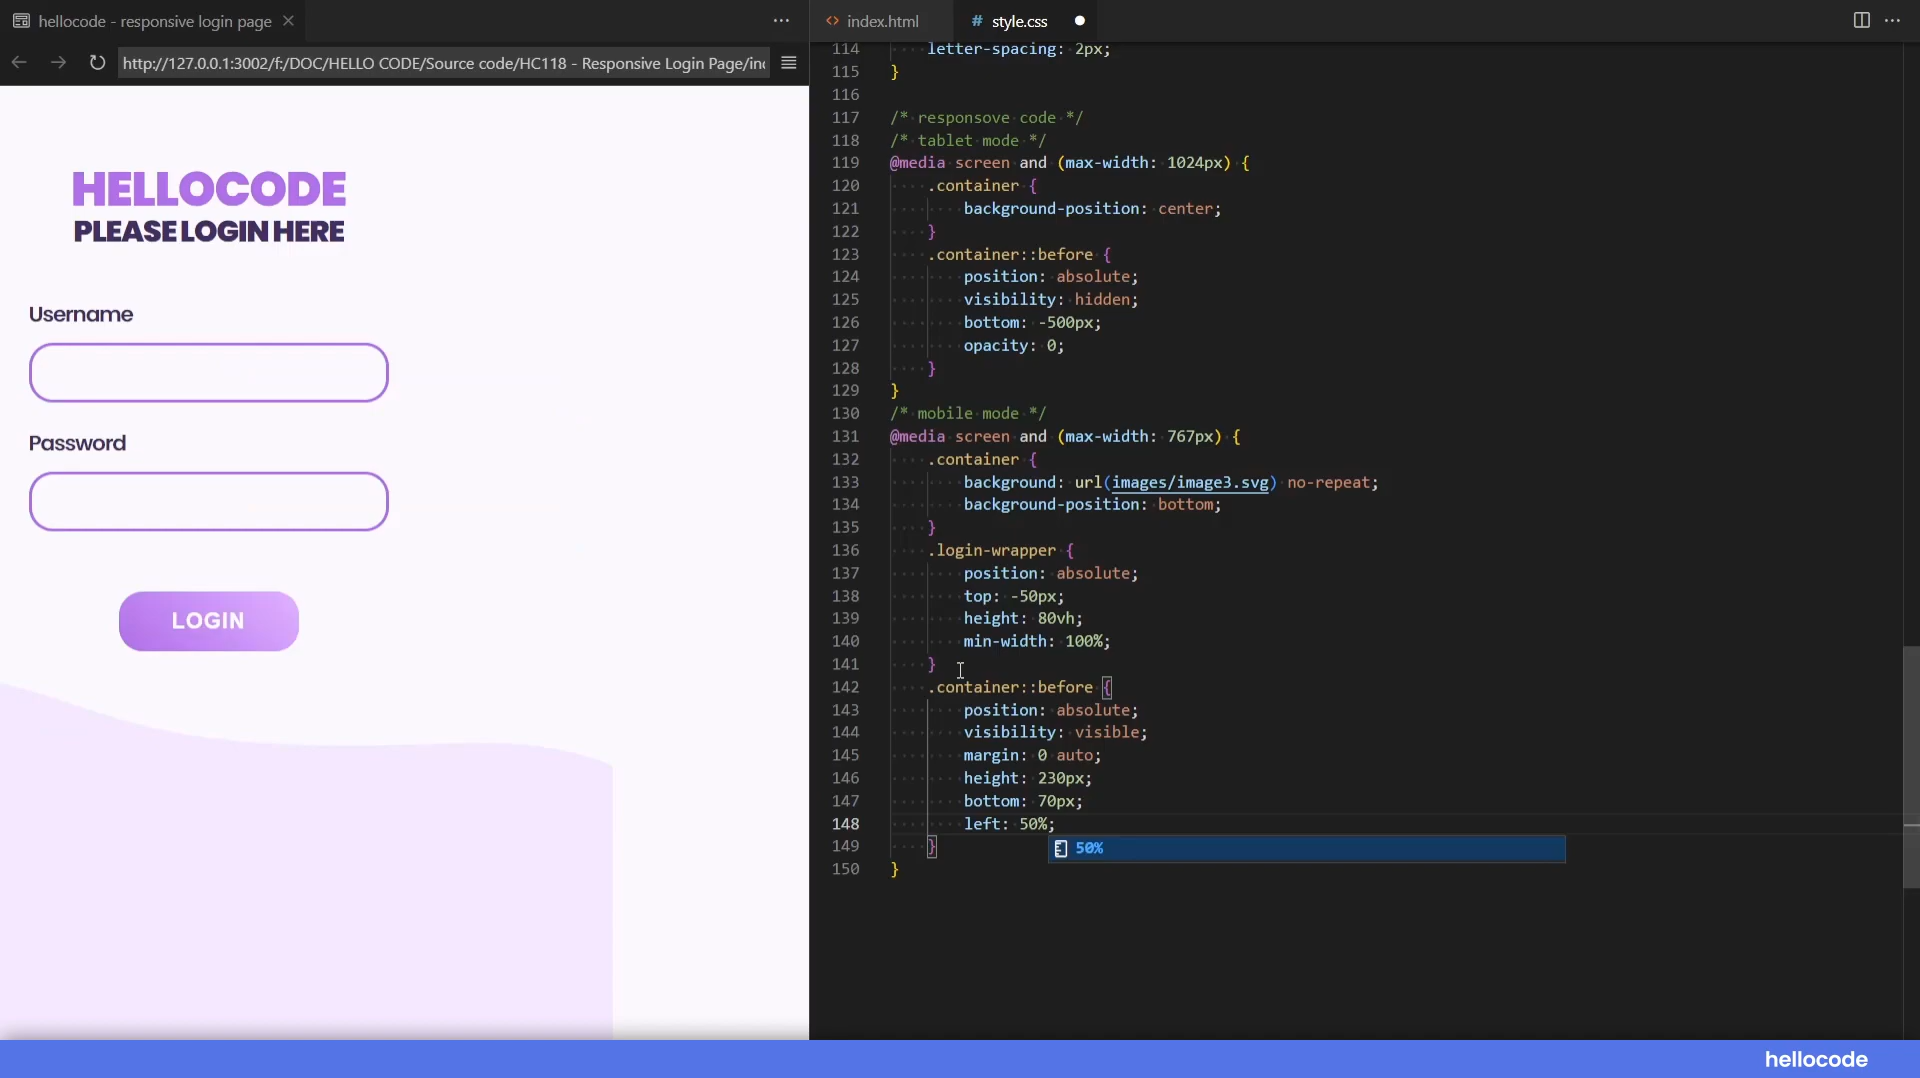 hellocode - responsive login page
index.html
# style.css
http://127.0.0.1:3002/f:/DOC/HELLO CODE/Source code/HC118 - Responsive Login Page/in
HELLOCODE
PLEASE LOGIN HERE
Username
Password
LOGIN
114 letter-spacing: 2px;
115 }
116
117 /* responsove code */
118 /* tablet mode */
119 @media screen and (max-width: 1024px) {
120 .container {
121 background-position: center;
122 }
123 .container::before {
124 position: absolute;
125 visibility: hidden;
126 bottom: -500px;
127 opacity: 0;
128 }
129 }
130 /* mobile mode */
131 @media screen and (max-width: 767px) {
132 .container {
133 background: url(images/image3.svg) no-repeat;
134 background-position: bottom;
135 }
136 .login-wrapper {
137 position: absolute;
138 top: -50px;
139 height: 80vh;
140 min-width: 100%;
141 }
142 .container::before {
143 position: absolute;
144 visibility: visible;
145 margin: 0 auto;
146 height: 230px;
147 bottom: 70px;
148 left: 50%;
149 }
50%
150 }
hellocode